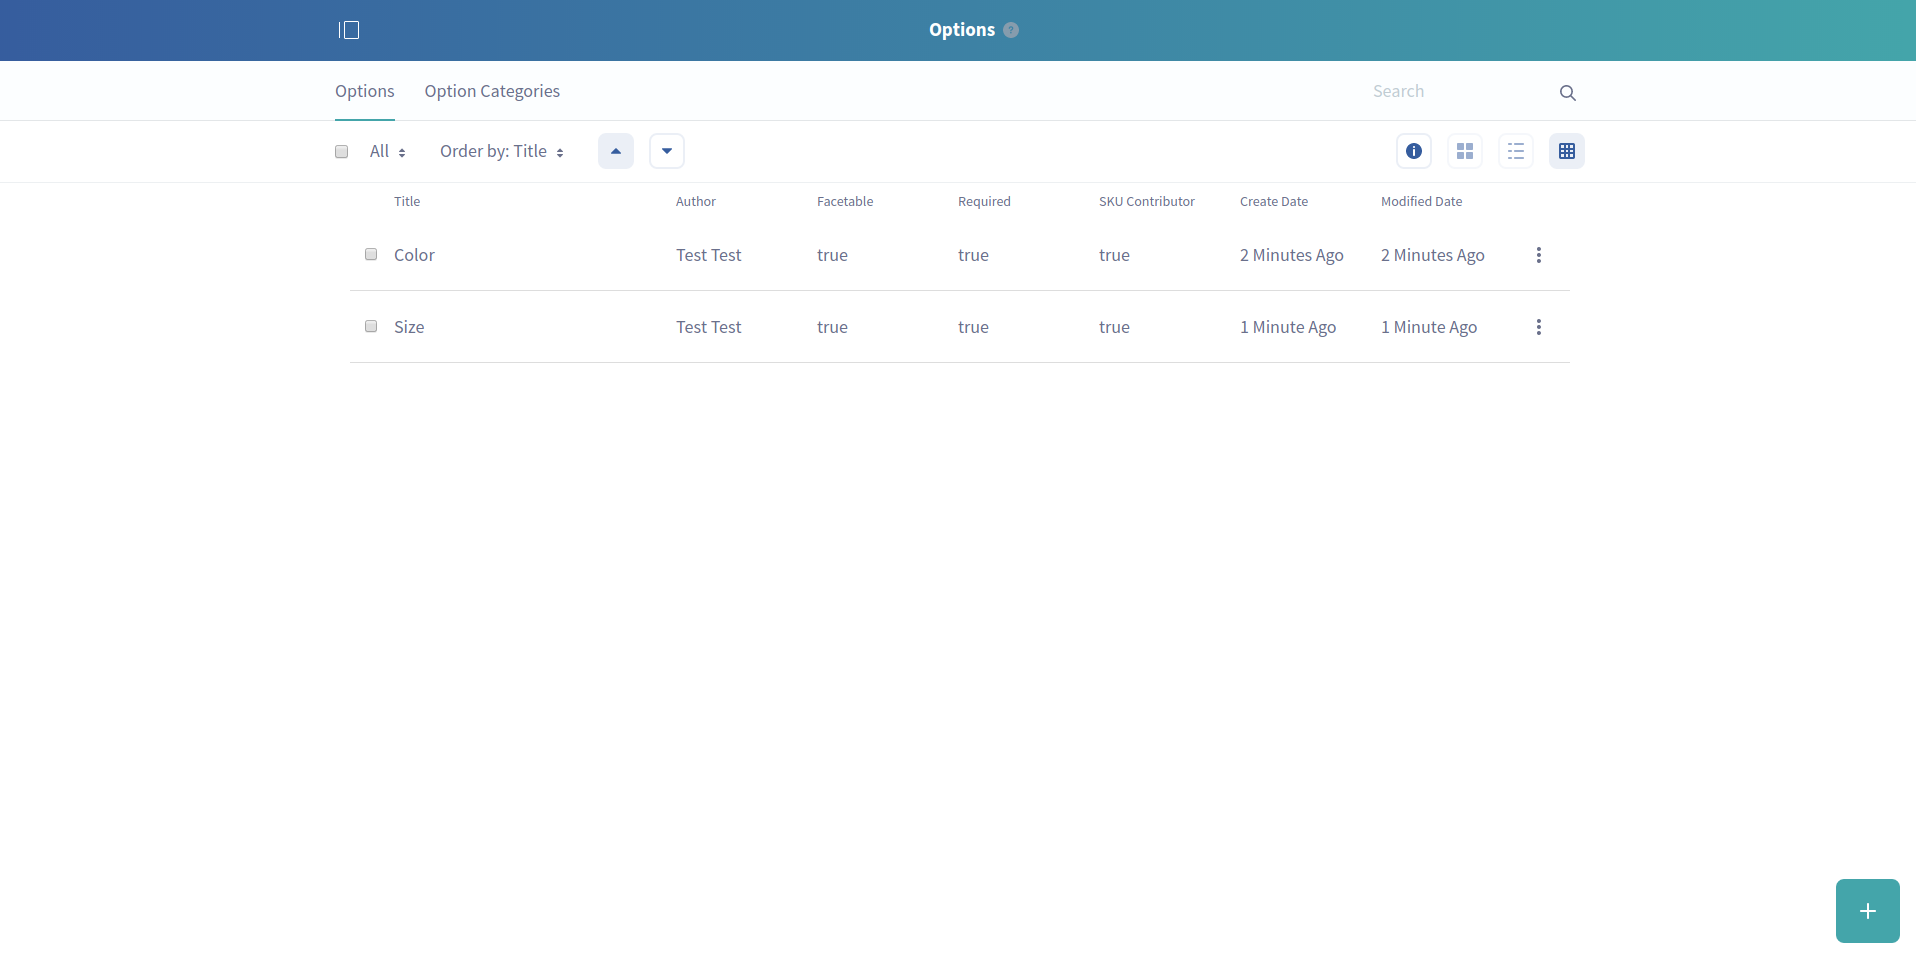 Options ?
Options Option Categories Search
All Order by: Title
Title Author Facetable Required SKU Contributor Create Date Modified Date
Color Test Test true true true 2 Minutes Ago 2 Minutes Ago
Size Test Test true true true 1 Minute Ago 1 Minute Ago